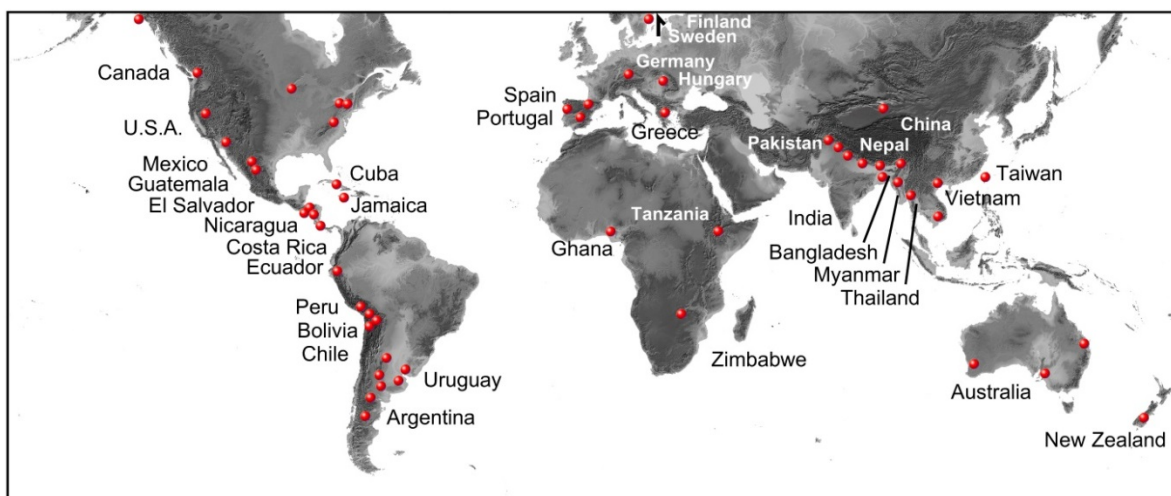 Finland
Sweden
Germany
Hungary
Canada
Spain
Portugal
Greece
China
U.S.A.
Pakistan
Nepal
Mexico
Cuba
Taiwan
Guatemala
Vietnam
El Salvador
Jamaica
Nicaragua
Tanzania
India
Costa Rica
Ghana
Bangladesh
Ecuador
Myanmar
Thailand
Peru
Bolivia
Chile
Zimbabwe
Uruguay
Australia
Argentina
New Zealand